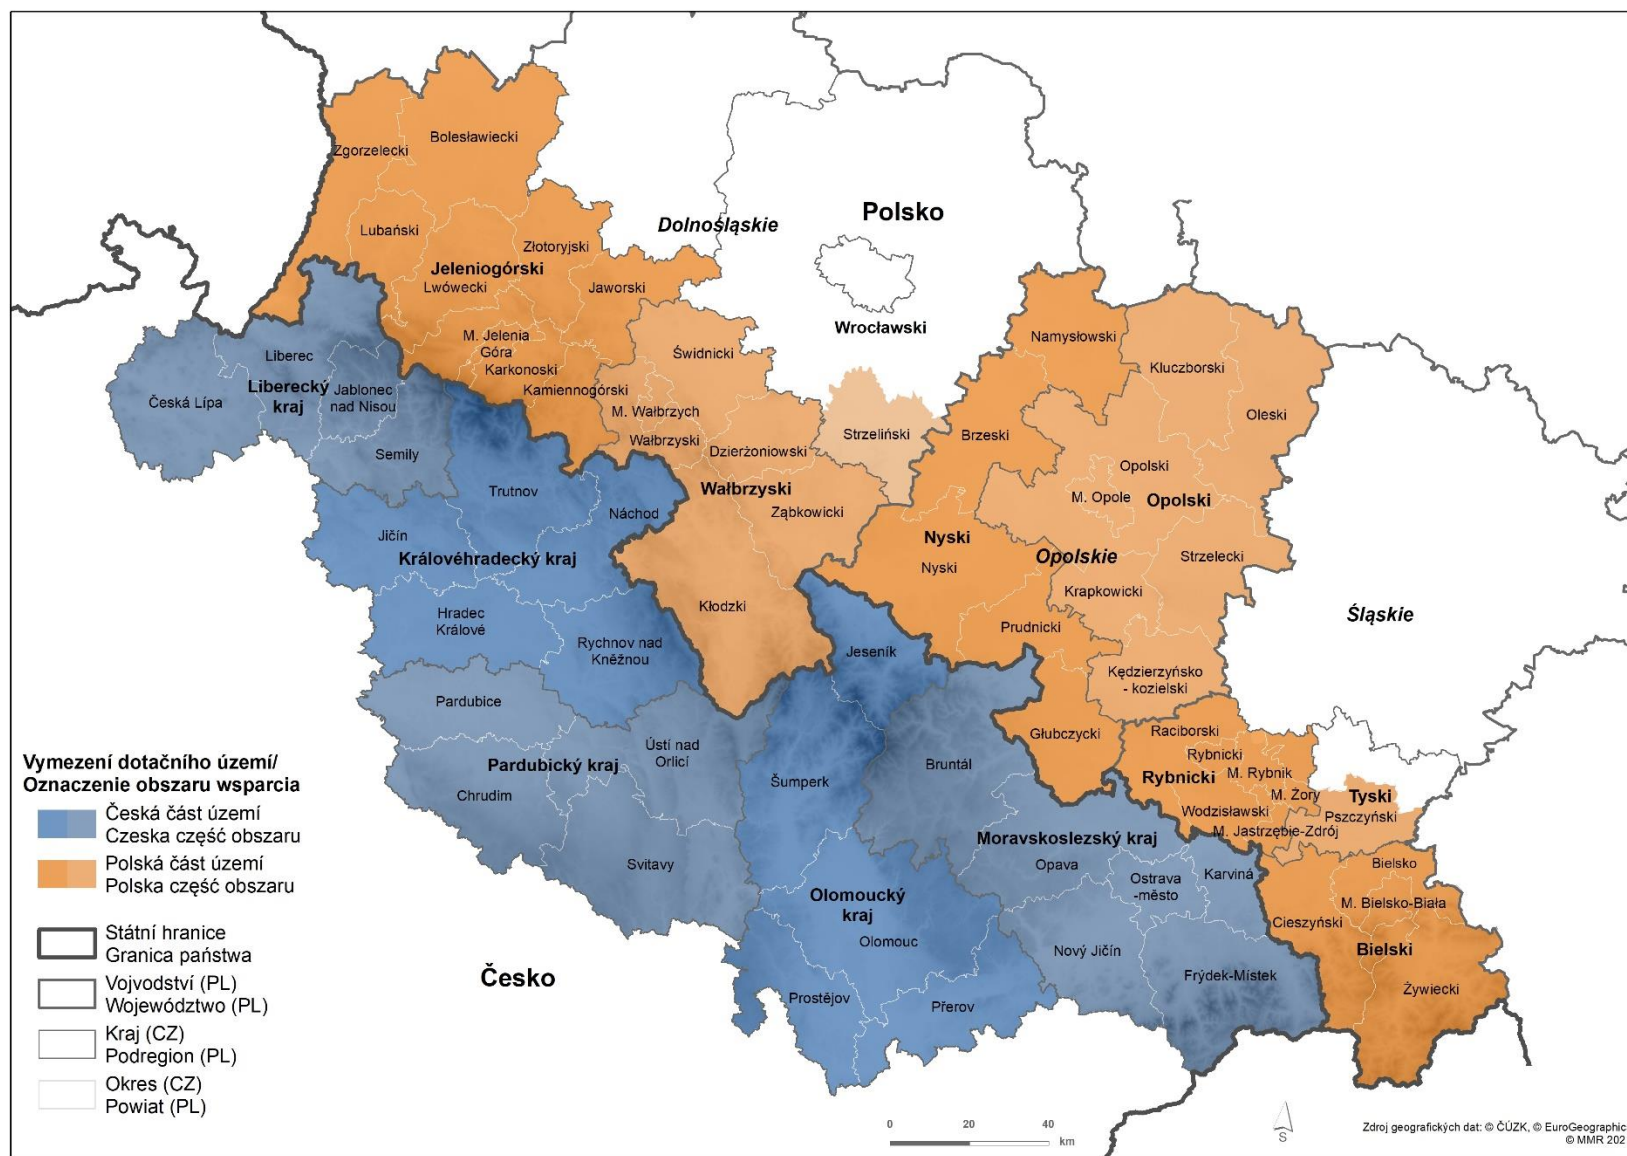 Bolesławiecki
Zgorzelecki
Polsko
Dolnośląskie
Lubański
Złotoryjski
Jeleniogórski
Lwówecki
Jaworski
Wrocławski
Namysłowski
M. Jelenia
Góra
Karkonoski
Świdnicki
Kluczborski
Liberec
Liberecký
kraj
Jablonec
nad Nisou
Česká Lípa
Kamiennogórski
M. Wałbrzych
Wałbrzyski
Dzierżoniowski
Strzeliński
Brzeski
Oleski
Semily
Opolski
M. Opole
Opolski
Trutnov
Náchod
Wałbrzyski
Ząbkowicki
Jičín
Královéhradecký kraj
Nyski
Nyski
Opolskie
Strzelecki
Krapkowicki
Kłodzki
Śląskie
Hradec
Králové
Rychnov nad
Kněžnou
Prudnicki
Jeseník
Kędzierzyńsko
- kozielski
Pardubice
Głubczycki
Raciborski
Rybnicki
M. Rybnik
Rybnicki
M. Żory
Tyski
Wodzisławski
Pszczyński
M. Jastrzębie-Zdrój
Ústí nad
Orlicí
Pardubický kraj
Chrudim
Šumperk
Bruntál
Moravskoslezský kraj
Opava
Ostrava
-město
Karviná
Bielsko
M. Bielsko-Biała
Cieszyński
Bielski
Żywiecki
Svitavy
Olomoucký
kraj
Olomouc
Nový Jičín
Frýdek-Místek
Česko
Prostějov
Přerov
Vymezení dotačního území/
Oznaczenie obszaru wsparcia
Česká část území
Czeska część obszaru
Polská část území
Polska część obszaru
Státní hranice
Granica państwa
Vojvodství (PL)
Województwo (PL)
Kraj (CZ)
Podregion (PL)
Okres (CZ)
Powiat (PL)
0 20 40
km
S
Zdroj geografických dat: © ČÚZK, © EuroGeographic
© MMR 202